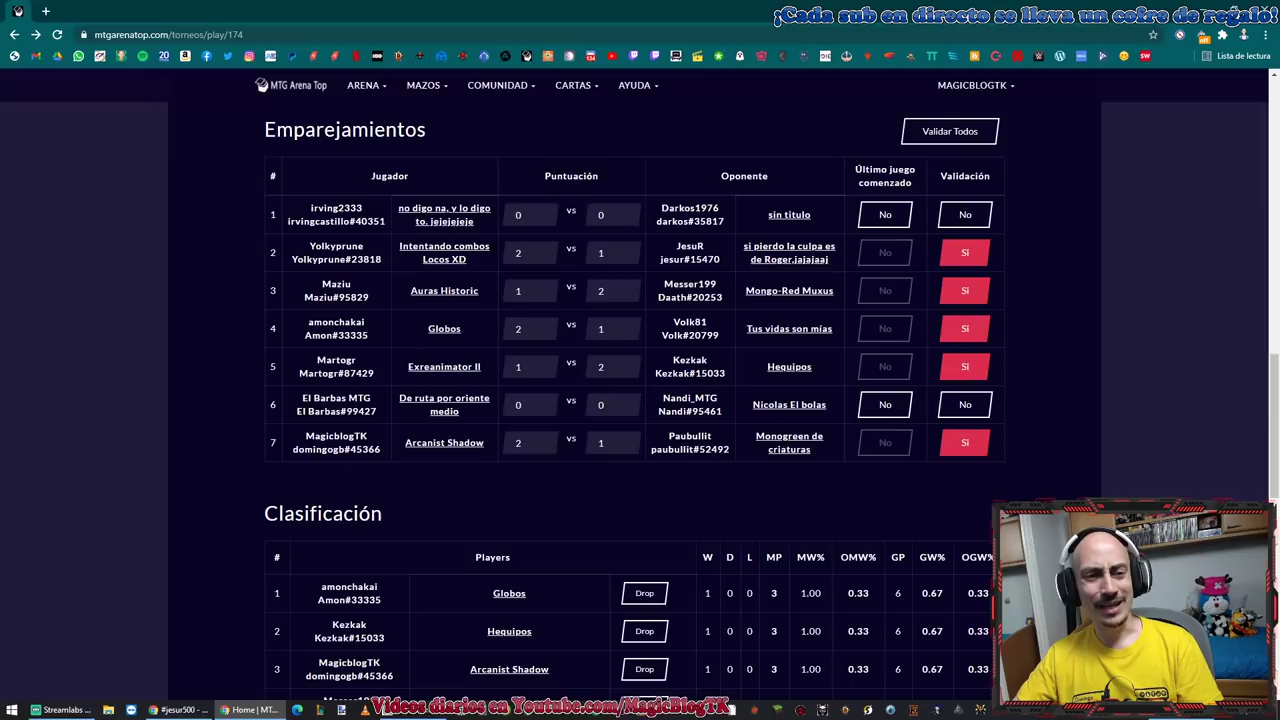 ¡Cada sub en directo se lleva un cofre de regalo!
mtgarenatop.com/torneos/play/174
Lista de lectura
MTG Arena Top ARENA MAZOS COMUNIDAD CARTAS AYUDA MAGICBLOGTK
Emparejamientos
Validar Todos
# Jugador Puntuación Oponente Último juego comenzado Validación
1 irving2333 irvingcastillo#40351 no digo na, y lo digo to. jejejejeje 0 vs 0 Darkos1976 darkos#35817 sin titulo No No
2 Yolkyprune Yolkyprune#23818 Intentando combos Locos XD 2 vs 1 JesuR jesur#15470 si pierdo la culpa es de Roger,jajajaaj No Si
3 Maziu Maziu#95829 Auras Historic 1 vs 2 Messer199 Daath#20253 Mongo-Red Muxus No Si
4 amonchakai Amon#33335 Globos 2 vs 1 Volk81 Volk#20799 Tus vidas son mías No Si
5 Martogr Martogr#87429 Exreanimator II 1 vs 2 Kezkak Kezkak#15033 Hequipos No Si
6 El Barbas MTG El Barbas#99427 De ruta por oriente medio 0 vs 0 Nandi_MTG Nandi#95461 Nicolas El bolas No No
7 MagicblogTK domingogb#45366 Arcanist Shadow 2 vs 1 Paubullit paubullit#52492 Monogreen de criaturas No Si
Clasificación
# Players W D L MP MW% OMW% GP GW% OGW%
1 amonchakai Amon#33335 Globos Drop 1 0 0 3 1.00 0.33 6 0.67 0.33
2 Kezkak Kezkak#15033 Hequipos Drop 1 0 0 3 1.00 0.33 6 0.67 0.33
3 MagicblogTK domingogb#45366 Arcanist Shadow Drop 1 0 0 3 1.00 0.33 6 0.67 0.33
Vídeos diarios en Youtube.com/MagicBlogTK
Streamlabs ... #jesur500 - ... Home | MT...